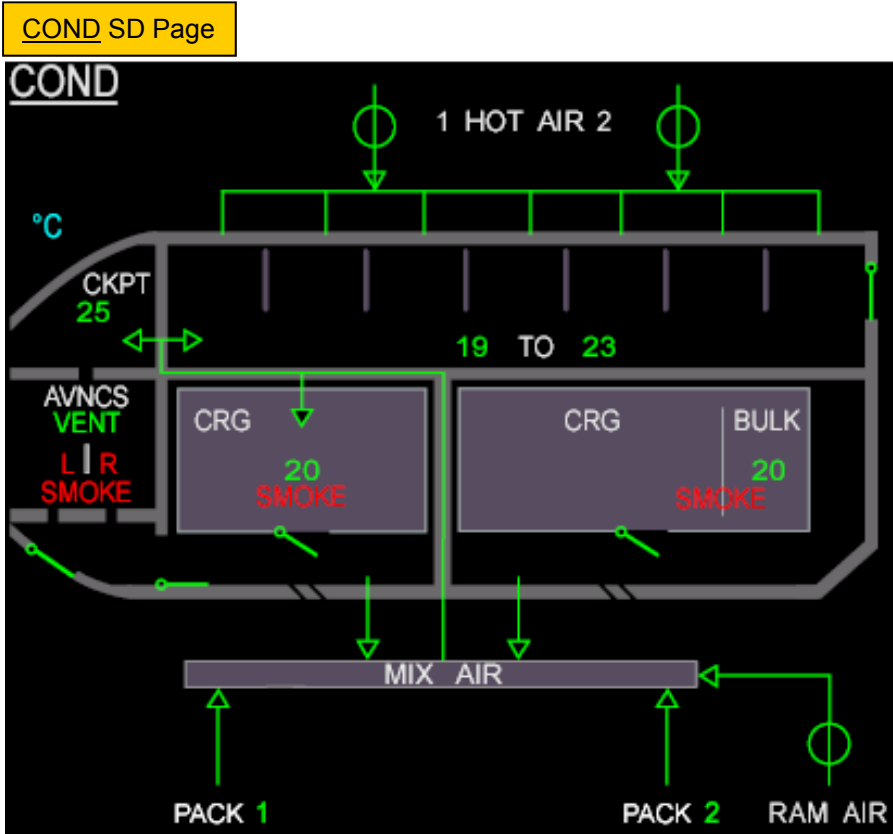 COND SD Page
COND
1 HOT AIR 2
°C
CKPT
25
19 TO 23
AVNCS
VENT
L R
SMOKE
CRG
20
SMOKE
CRG BULK
20
SMOKE
MIX AIR
PACK 1 PACK 2 RAM AIR